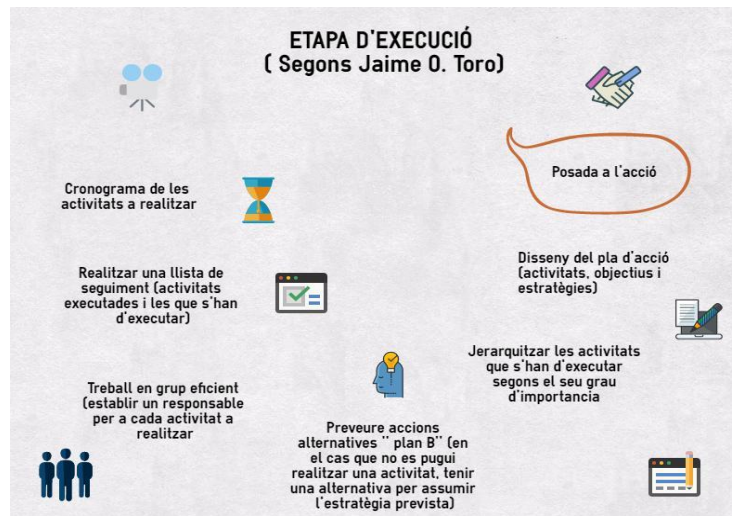 ETAPA D'EXECUCIÓ
( Segons Jaime O. Toro)
Posada a l'acció
Cronograma de les
activitats a realitzar
Disseny del pla d'acció
(activitats, objectius i
estratègies)
Realitzar una llista de
seguiment (activitats
executades i les que s'han
d'executar)
Jerarquitzar les activitats
que s'han d'executar
segons el seu grau
d'importancia
Treball en grup eficient
(establir un responsable
per a cada activitat a
realitzar
Preveure accions
alternatives " plan B" (en
el cas que no es pugui
realitzar una activitat, tenir
una alternativa per assumir
l'estratègia prevista)